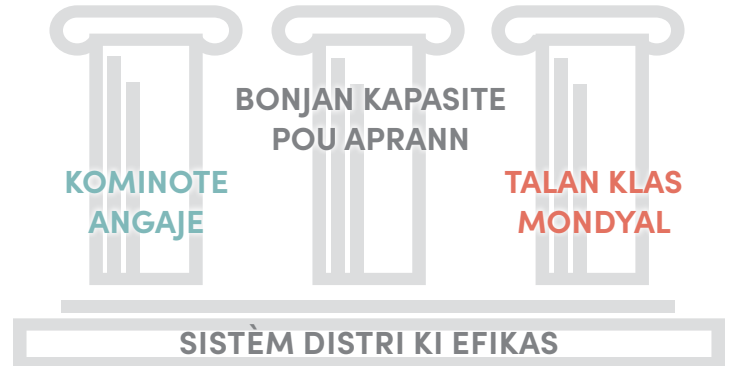 BONJAN KAPASITE
POU APRANN
KOMINOTE
ANGAJE
TALAN KLAS
MONDYAL
SISTÈM DISTRI KI EFIKAS